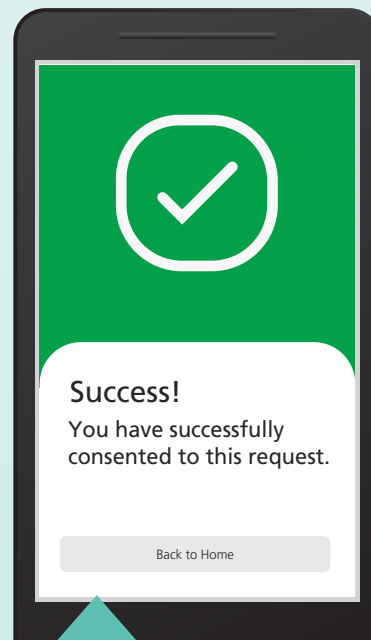 Success!
You have successfully
consented to this request.
Back to Home